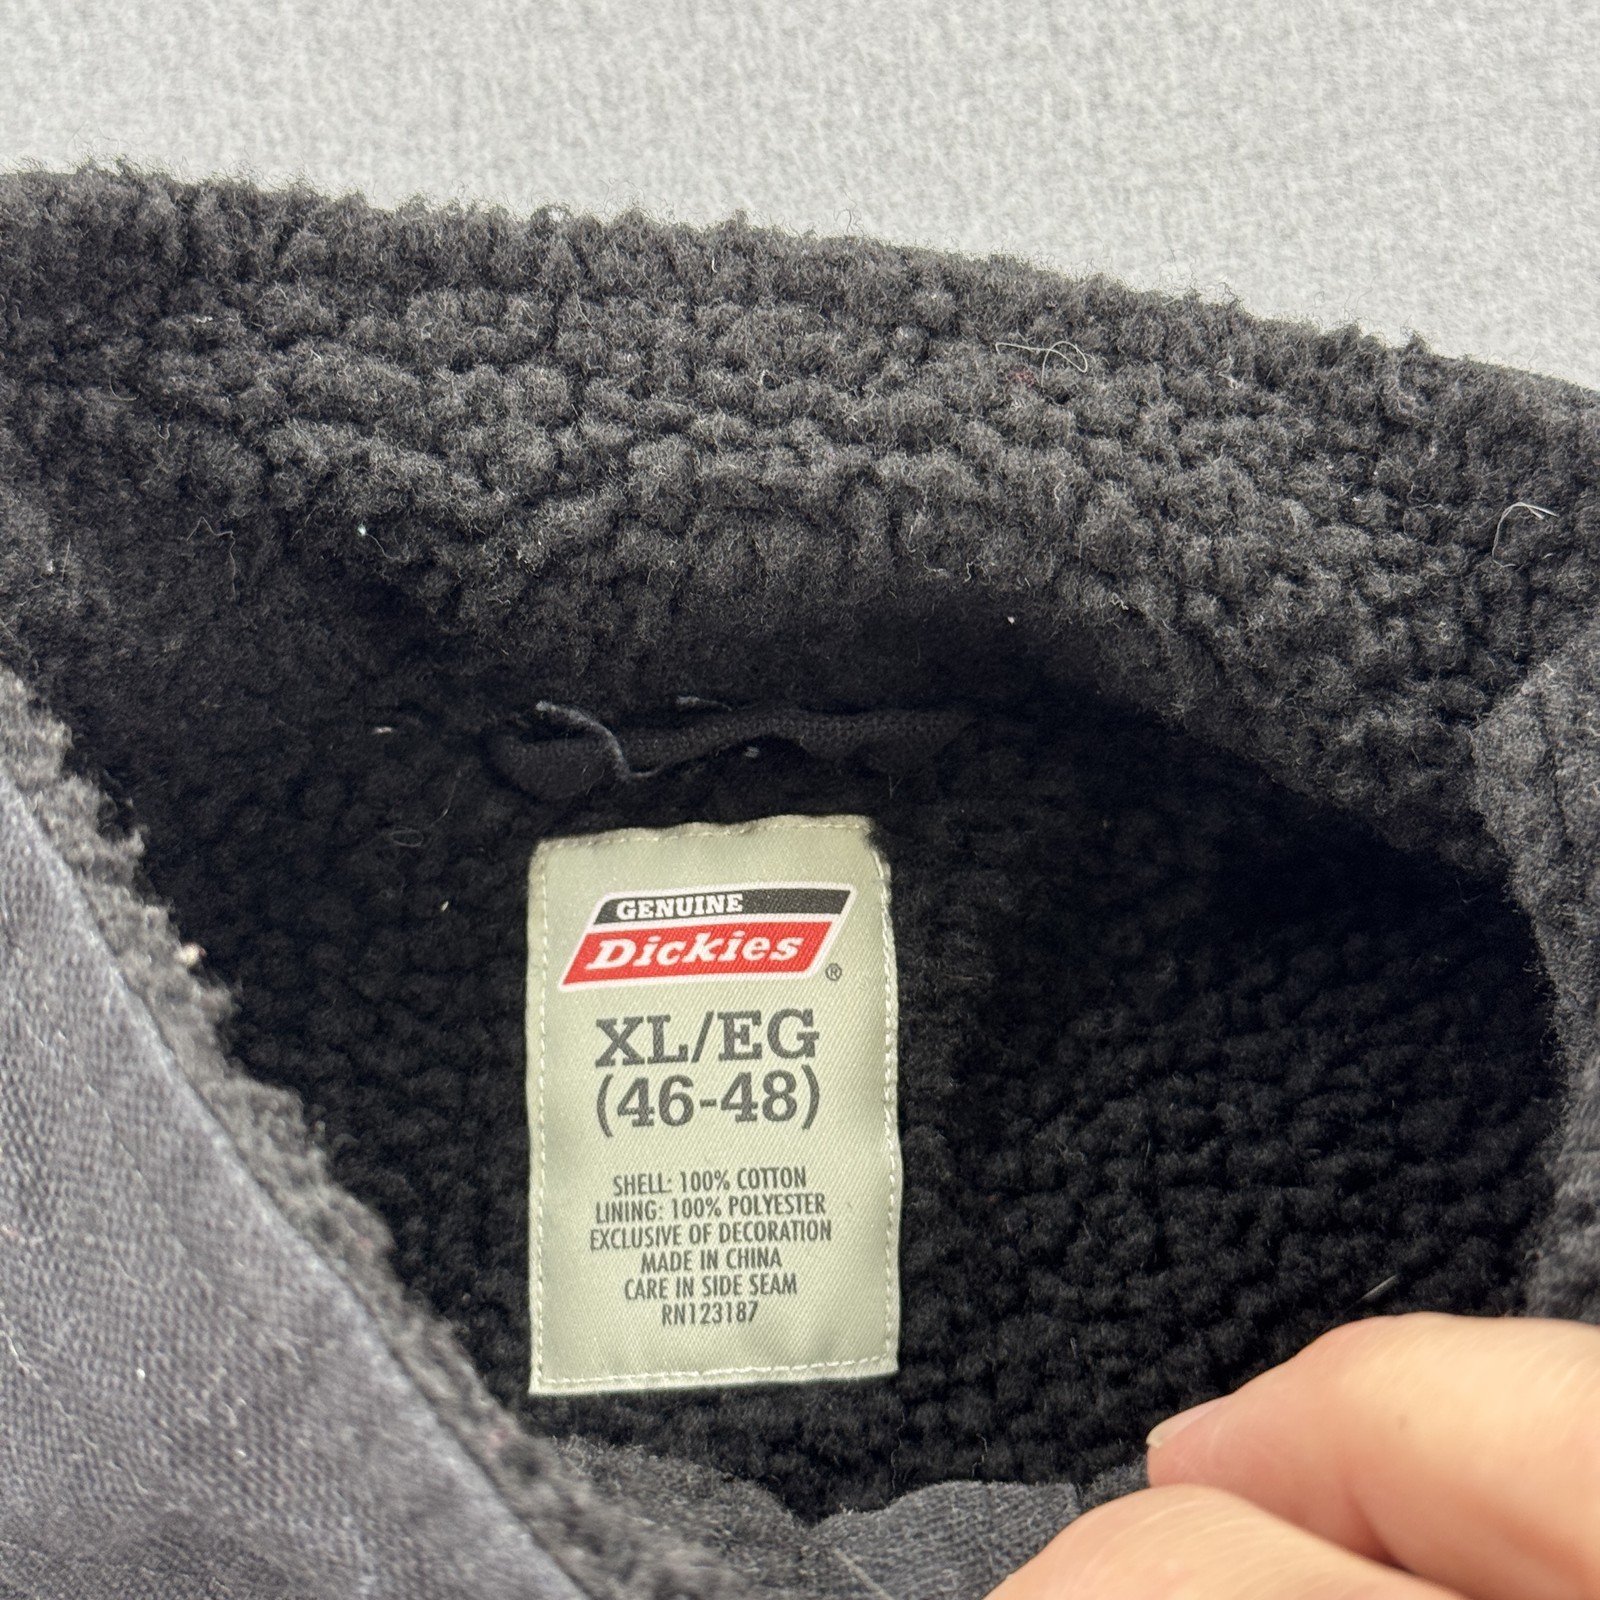 GENUINE
Dickies®
XL/EG
(46-48)
SHELL: 100% COTTON
LINING: 100% POLYESTER
EXCLUSIVE OF DECORATION
MADE IN CHINA
CARE IN SIDE SEAM
RN123187